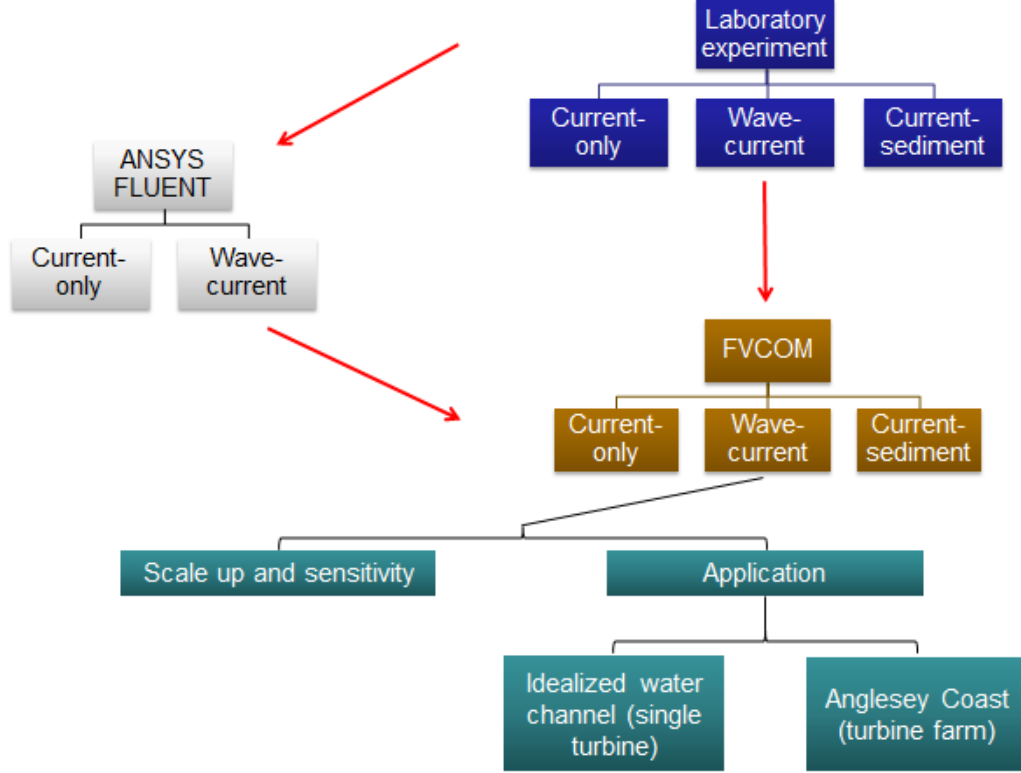 Laboratory
experiment
Current-
only
Wave-
current
Current-
sediment
ANSYS
FLUENT
Current-
only
Wave-
current
FVCOM
Current-
only
Wave-
current
Current-
sediment
Scale up and sensitivity
Application
Idealized water
channel (single
turbine)
Anglesey Coast
(turbine farm)